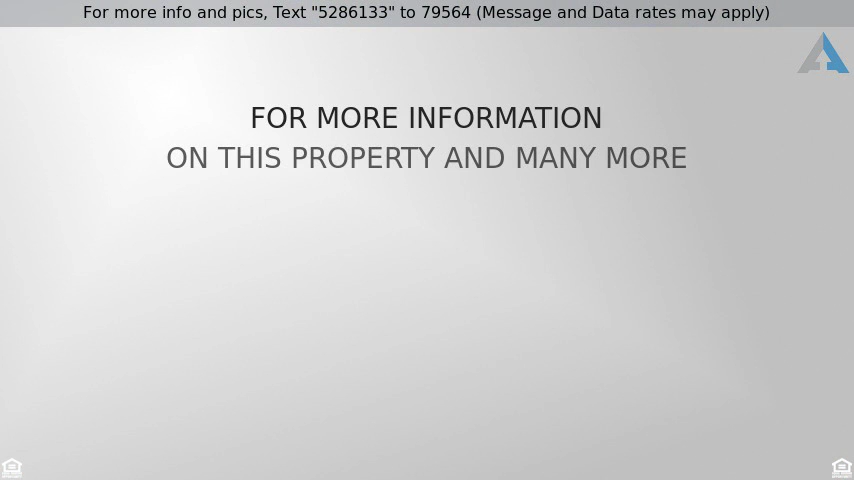 For more info and pics, Text "5286133" to 79564 (Message and Data rates may apply)
FOR MORE INFORMATION
ON THIS PROPERTY AND MANY MORE